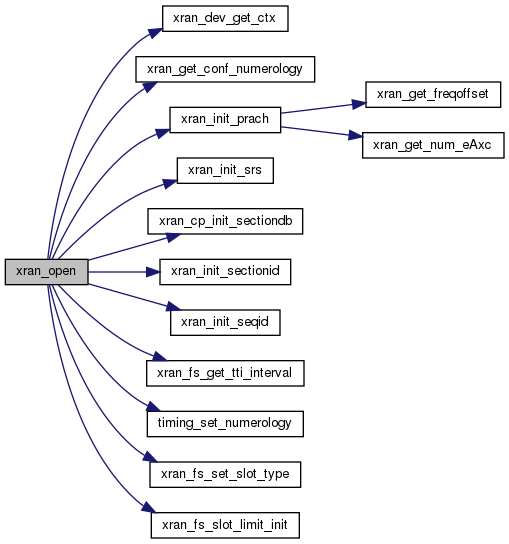 xran_dev_get_ctx
xran_get_conf_numerology
xran_get_freqoffset
xran_init_prach
xran_get_num_eAxc
xran_init_srs
xran_cp_init_sectiondb
xran_open
xran_init_sectionid
xran_init_seqid
xran_fs_get_tti_interval
timing_set_numerology
xran_fs_set_slot_type
xran_fs_slot_limit_init